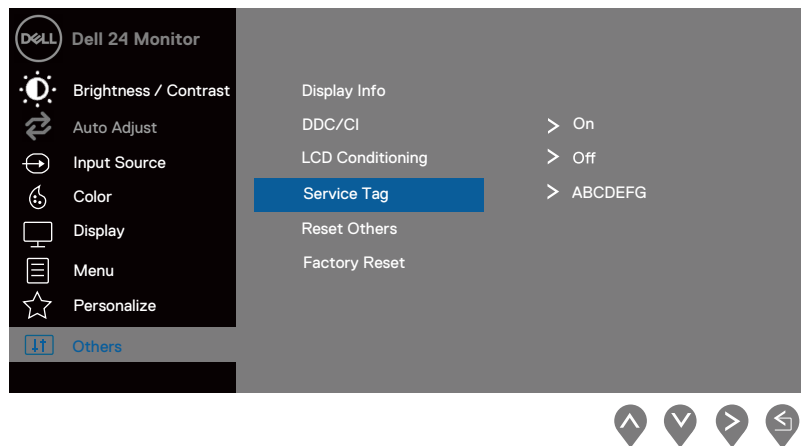 DELL Dell 24 Monitor
Brightness / Contrast
Auto Adjust
Input Source
Color
Display
Menu
Personalize
Others
Display Info
DDC/CI > On
LCD Conditioning > Off
Service Tag > ABCDEFG
Reset Others
Factory Reset